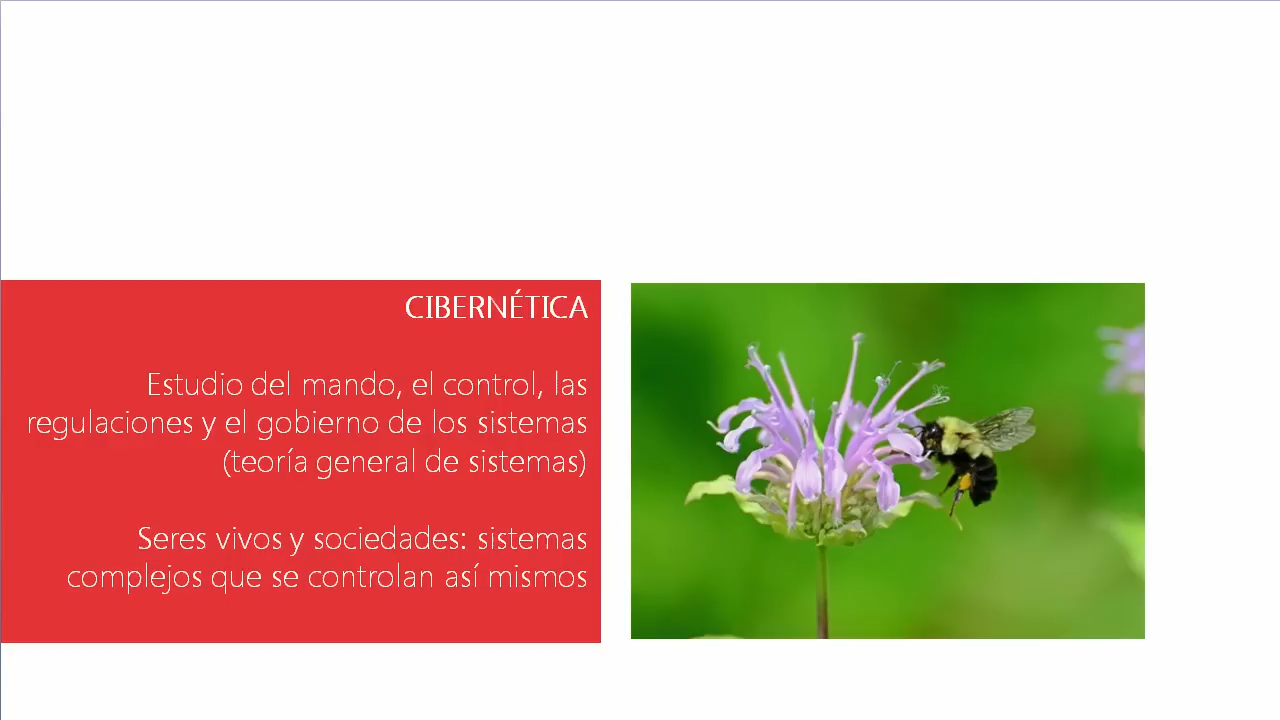 CIBERNÉTICA
Estudio del mando, el control, las
regulaciones y el gobierno de los sistemas
(teoría general de sistemas)
Seres vivos y sociedades: sistemas
complejos que se controlan así mismos